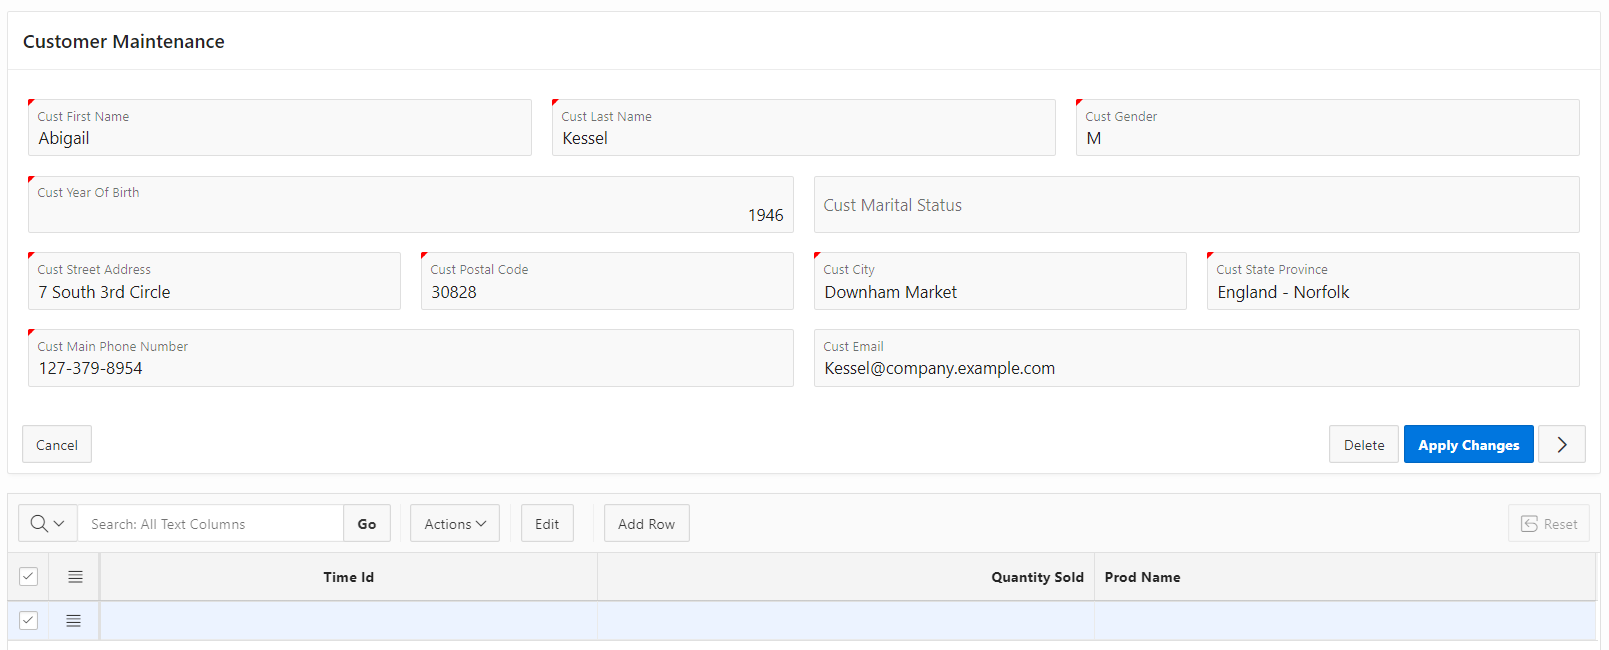 Customer Maintenance
Cust First Name
Abigail
Cust Last Name
Kessel
Cust Gender
M
Cust Year Of Birth
1946
Cust Marital Status
Cust Street Address
7 South 3rd Circle
Cust Postal Code
30828
Cust City
Downham Market
Cust State Province
England - Norfolk
Cust Main Phone Number
127-379-8954
Cust Email
Kessel@company.example.com
Cancel
Delete
Apply Changes
Search: All Text Columns
Go
Actions
Edit
Add Row
Reset
Time Id
Quantity Sold
Prod Name